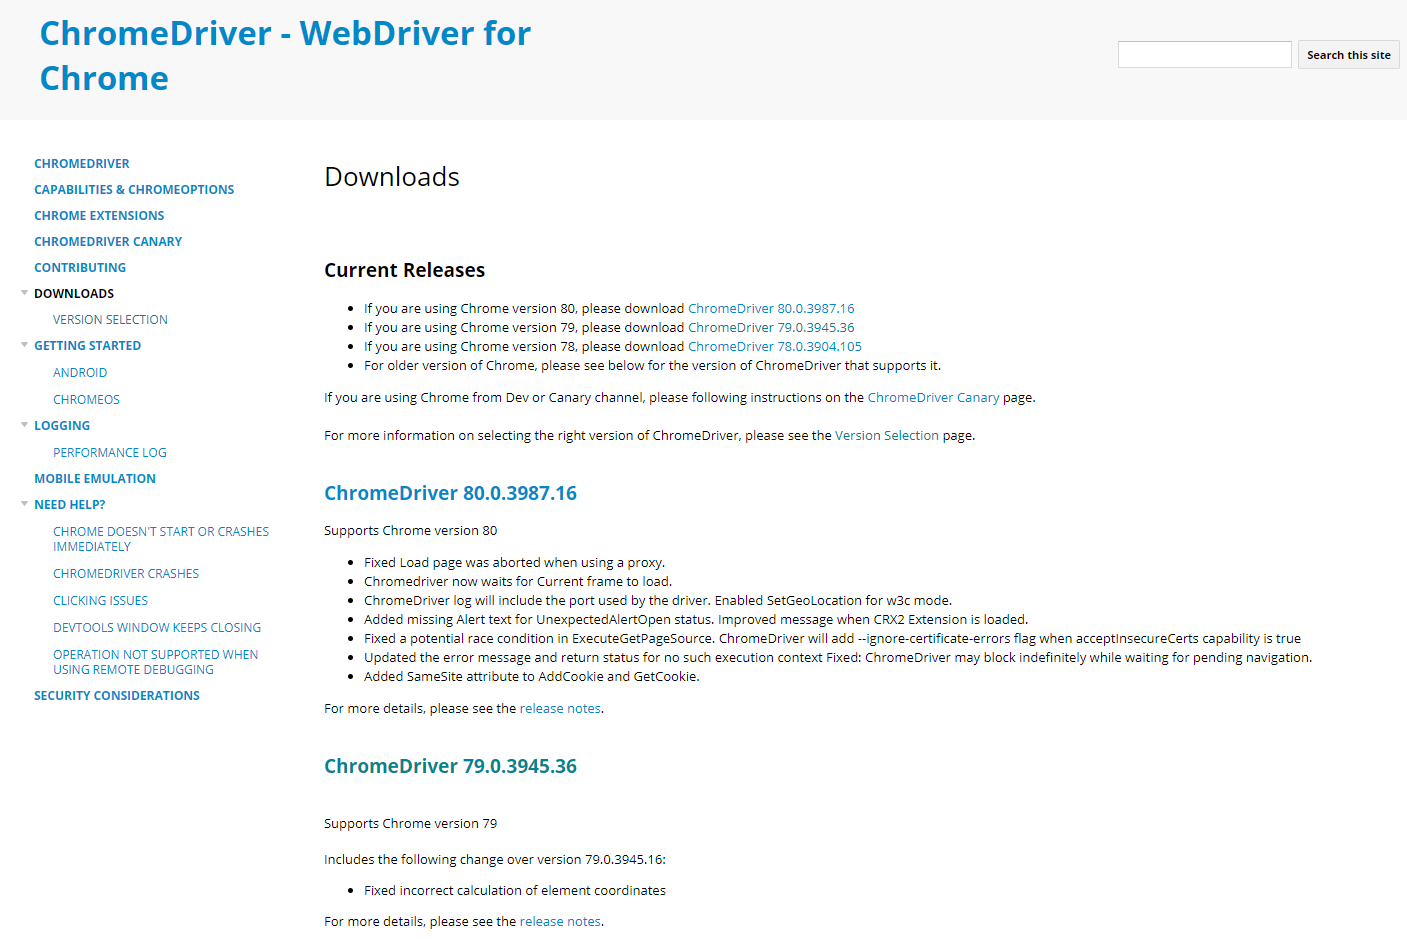 ChromeDriver - WebDriver for
Chrome
Search this site
CHROMEDRIVER
CAPABILITIES & CHROMEOPTIONS
CHROME EXTENSIONS
CHROMEDRIVER CANARY
CONTRIBUTING
DOWNLOADS
VERSION SELECTION
GETTING STARTED
ANDROID
CHROMEOS
LOGGING
PERFORMANCE LOG
MOBILE EMULATION
NEED HELP?
CHROME DOESN'T START OR CRASHES
IMMEDIATELY
CHROMEDRIVER CRASHES
CLICKING ISSUES
DEVTOOLS WINDOW KEEPS CLOSING
OPERATION NOT SUPPORTED WHEN
USING REMOTE DEBUGGING
SECURITY CONSIDERATIONS
Downloads
Current Releases
If you are using Chrome version 80, please download ChromeDriver 80.0.3987.16
If you are using Chrome version 79, please download ChromeDriver 79.0.3945.36
If you are using Chrome version 78, please download ChromeDriver 78.0.3904.105
For older version of Chrome, please see below for the version of ChromeDriver that supports it.
If you are using Chrome from Dev or Canary channel, please following instructions on the ChromeDriver Canary page.
For more information on selecting the right version of ChromeDriver, please see the Version Selection page.
ChromeDriver 80.0.3987.16
Supports Chrome version 80
Fixed Load page was aborted when using a proxy.
Chromedriver now waits for Current frame to load.
ChromeDriver log will include the port used by the driver. Enabled SetGeoLocation for w3c mode.
Added missing Alert text for UnexpectedAlertOpen status. Improved message when CRX2 Extension is loaded.
Fixed a potential race condition in ExecuteGetPageSource. ChromeDriver will add --ignore-certificate-errors flag when acceptInsecureCerts capability is true
Updated the error message and return status for no such execution context Fixed: ChromeDriver may block indefinitely while waiting for pending navigation.
Added SameSite attribute to AddCookie and GetCookie.
For more details, please see the release notes.
ChromeDriver 79.0.3945.36
Supports Chrome version 79
Includes the following change over version 79.0.3945.16:
Fixed incorrect calculation of element coordinates
For more details, please see the release notes.